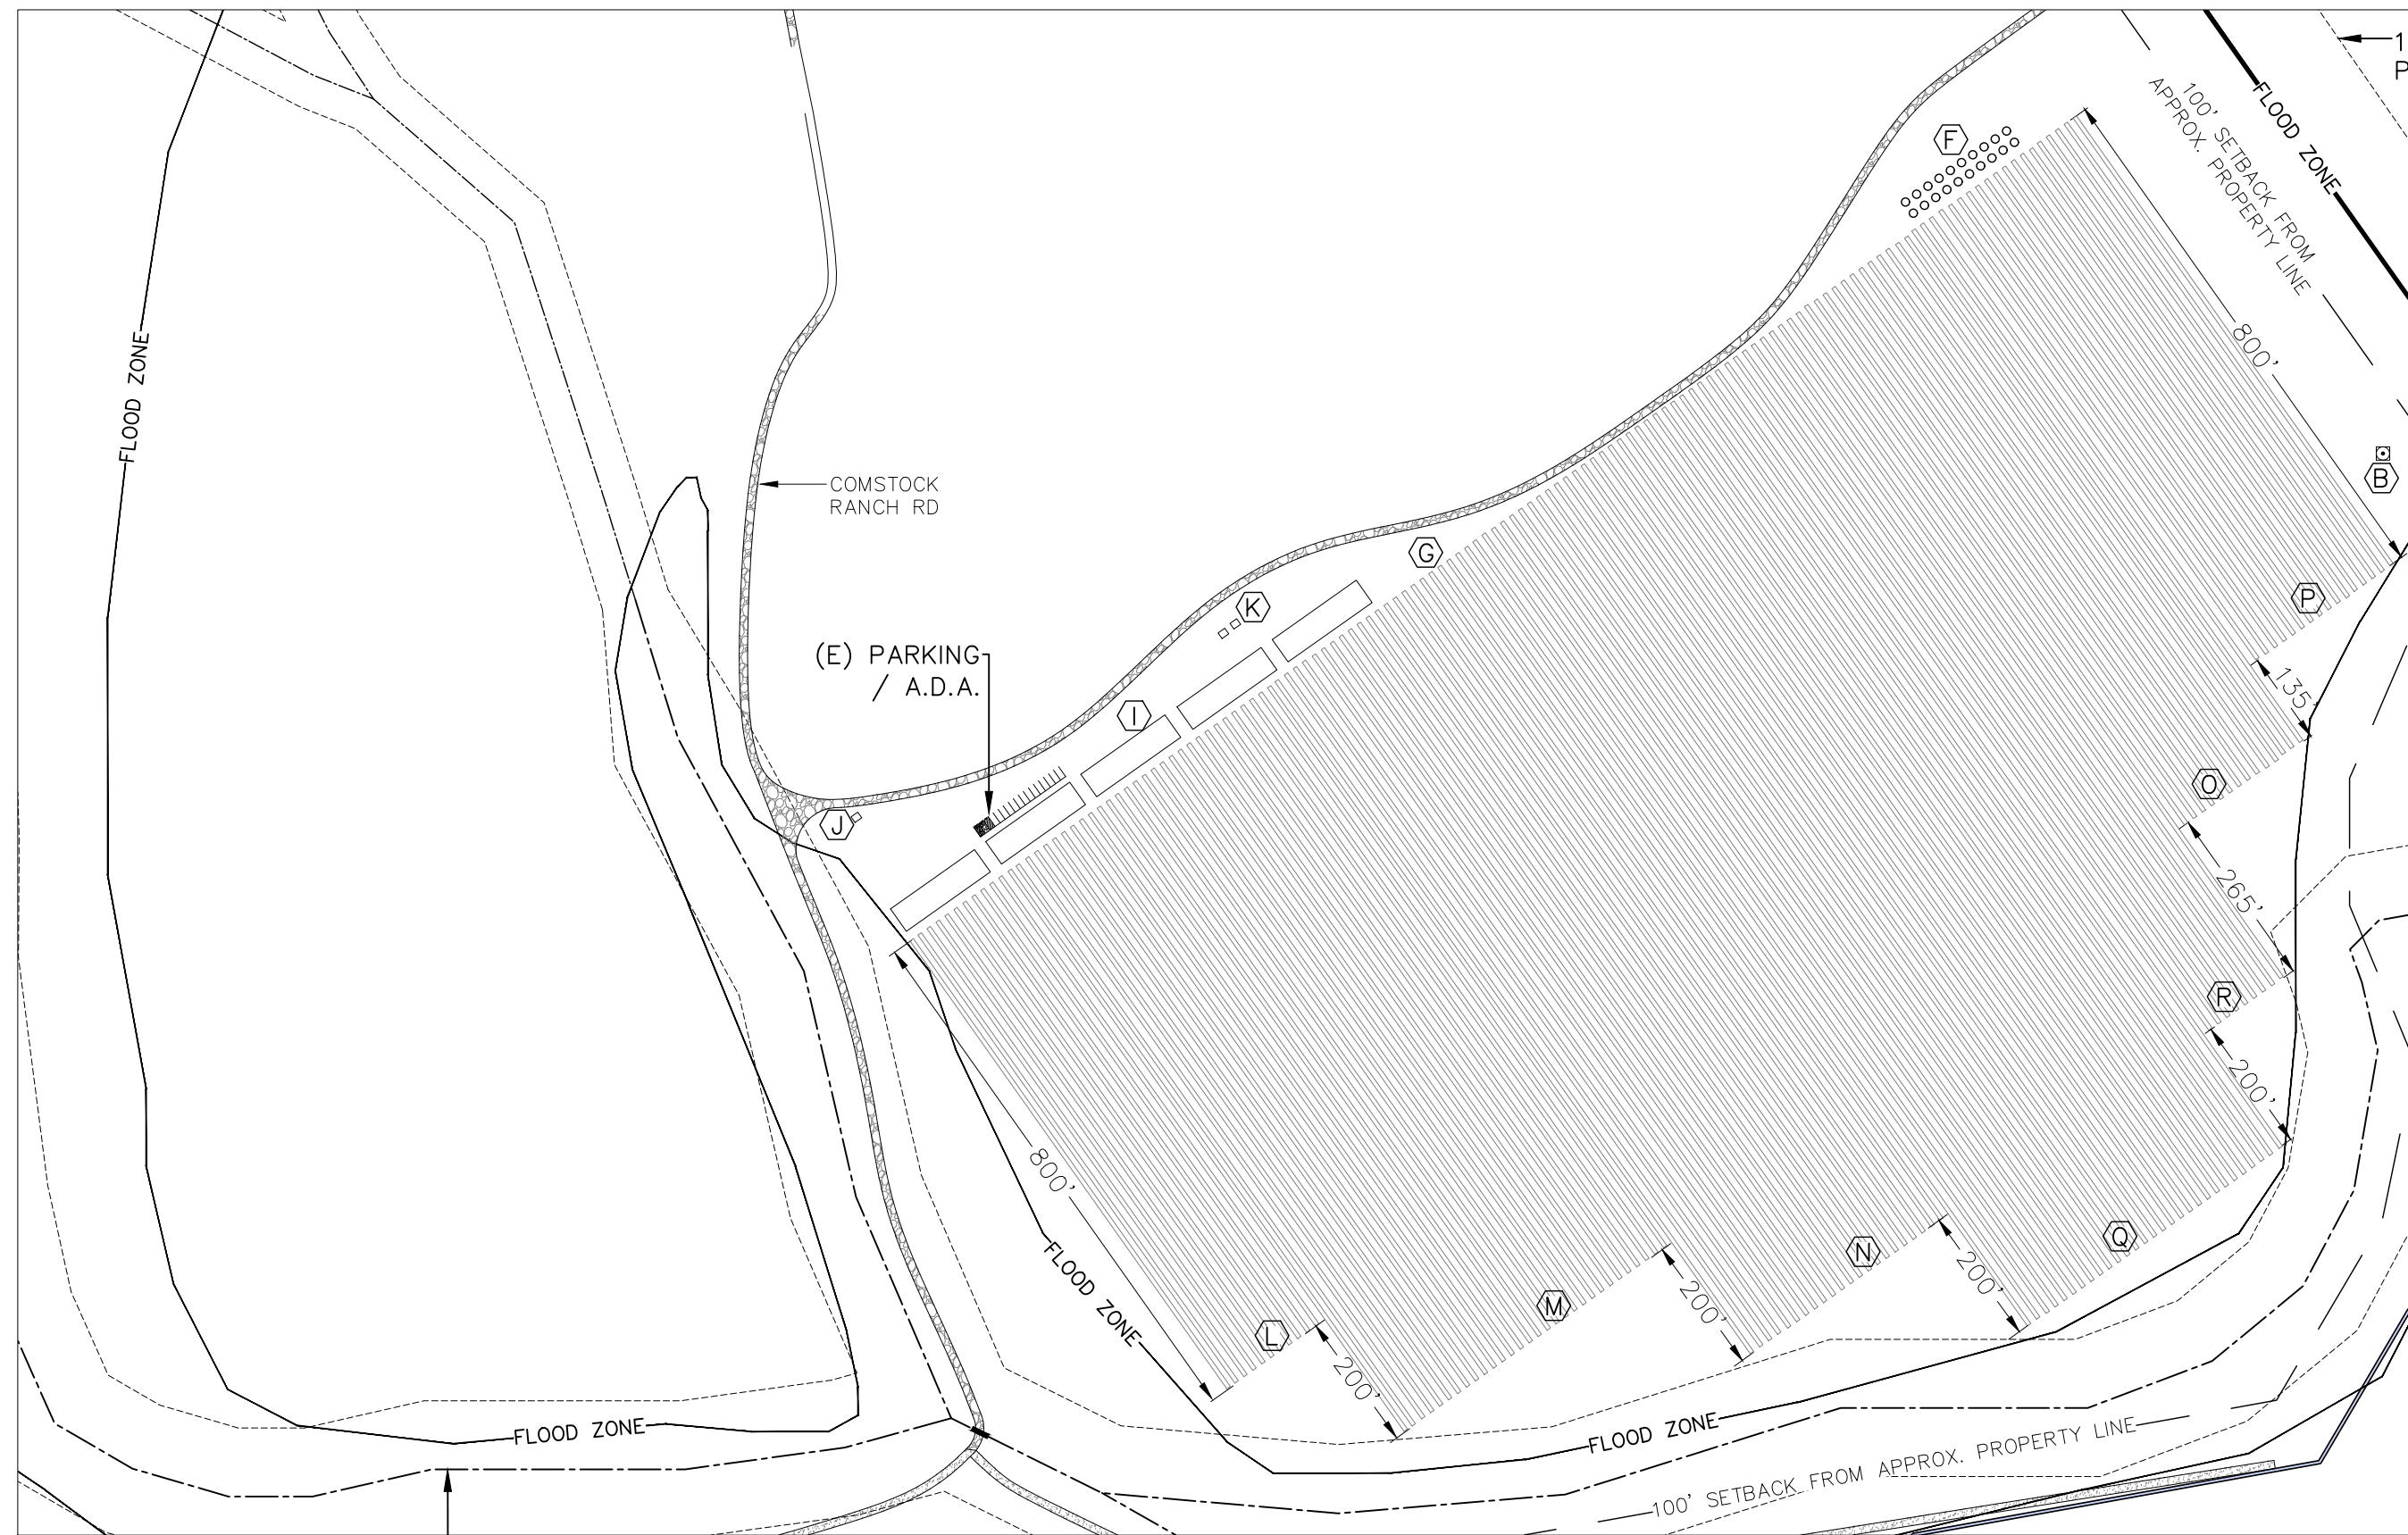 1
P
FLOOD ZONE
100' SETBACK FROM
APPROX. PROPERTY LINE
F
800'
FLOOD ZONE
B
COMSTOCK
RANCH RD
G
P
K
(E) PARKING
/ A.D.A.
135'
I
O
J
265'
R
200'
800'
Q
N
200'
FLOOD ZONE
M
200'
L
200'
FLOOD ZONE
FLOOD ZONE
100' SETBACK FROM APPROX. PROPERTY LINE